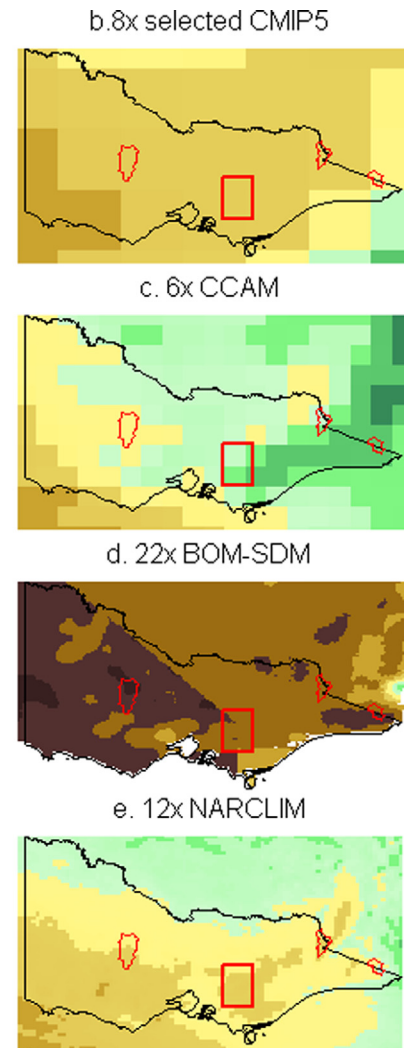 b.8x selected CMIP5
c. 6x CCAM
d. 22x BOM-SDM
e. 12x NARCLIM